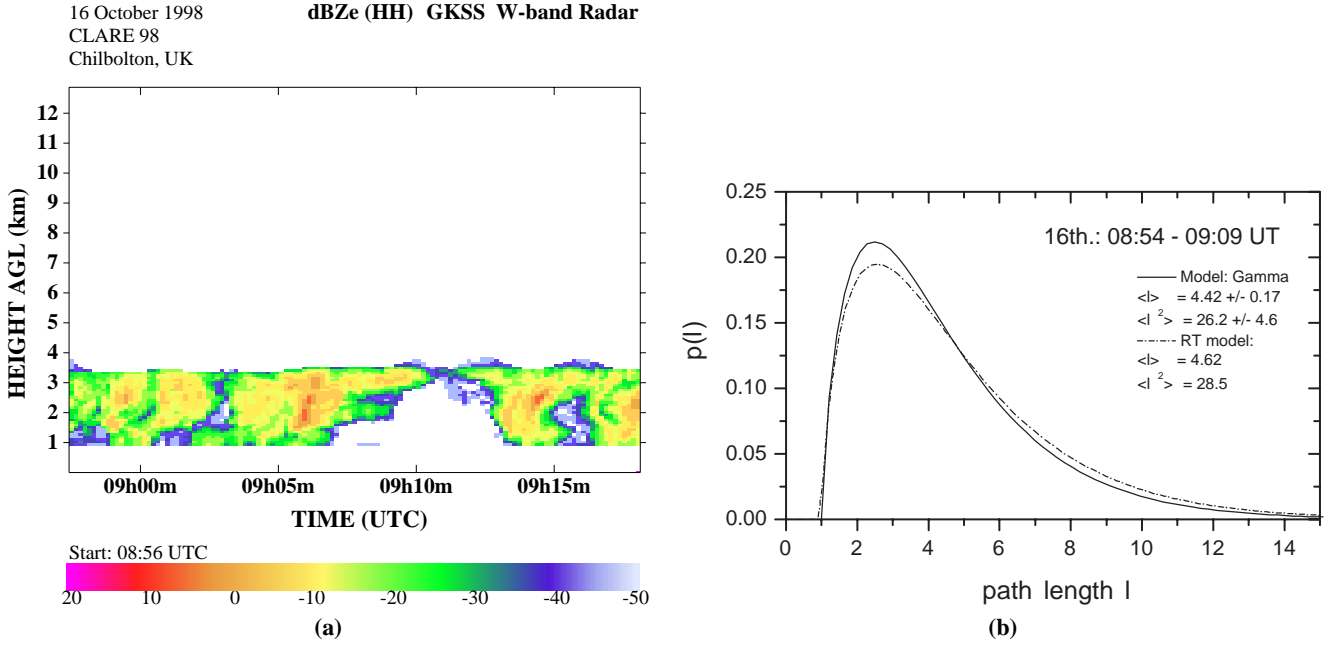 16 October 1998
CLARE 98
Chilbolton, UK
dBZe (HH) GKSS W-band Radar
HEIGHT AGL (km)
12
11
10
9
8
7
6
5
4
3
2
1
09h00m 09h05m 09h10m 09h15m
TIME (UTC)
Start: 08:56 UTC
20 10 0 -10 -20 -30 -40 -50
(a)
p(l)
0.25
0.20
0.15
0.10
0.05
0.00
16th.: 08:54 - 09:09 UT
Model: Gamma
<l> = 4.42 +/- 0.17
<l 2> = 26.2 +/- 4.6
RT model:
<l> = 4.62
<l 2> = 28.5
0 2 4 6 8 10 12 14
path length l
(b)